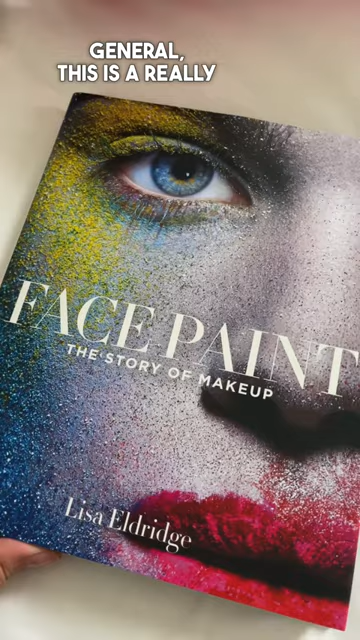 GENERAL,
THIS IS A REALLY
FACE PAINT
THE STORY OF MAKEUP
Lisa Eldridge